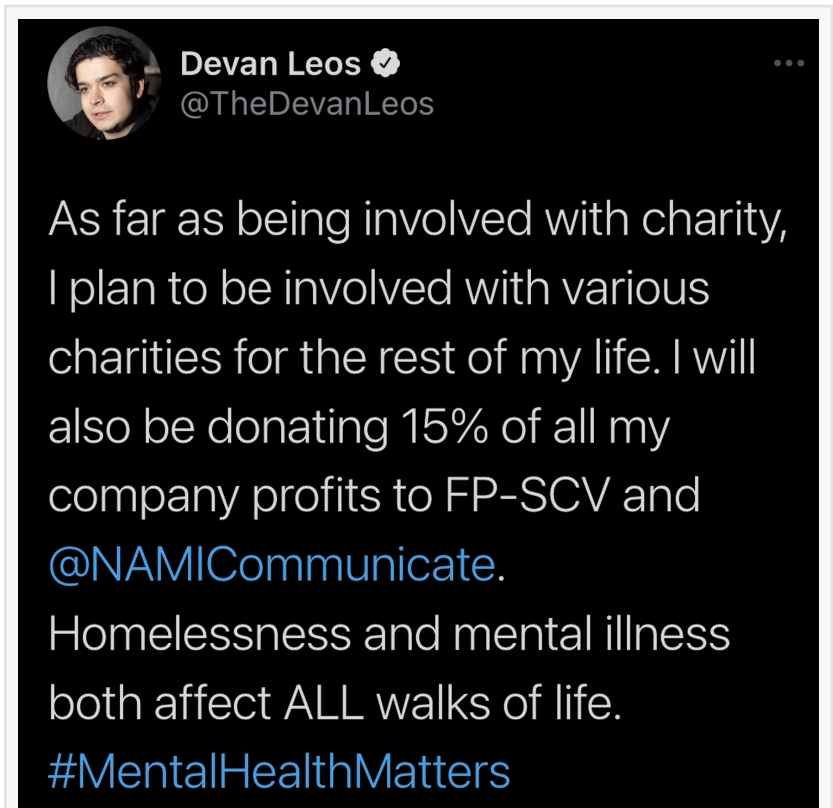 Devan Leos
@TheDevanLeos
As far as being involved with charity,
I plan to be involved with various
charities for the rest of my life. I will
also be donating 15% of all my
company profits to FP-SCV and
@NAMICommunicate.
Homelessness and mental illness
both affect ALL walks of life.
#MentalHealthMatters